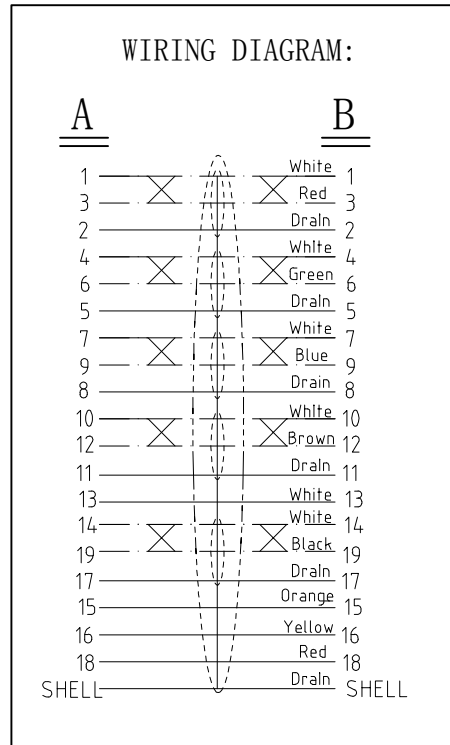 WIRING DIAGRAM:
A B
1 White 1
3 Red 3
2 Drain 2
4 White 4
6 Green 6
5 Drain 5
7 White 7
9 Blue 9
8 Drain 8
10 White 10
12 Brown 12
11 Drain 11
13 White 13
14 White 14
19 Black 19
17 Drain 17
15 Orange 15
16 Yellow 16
18 Red 18
SHELL Drain SHELL